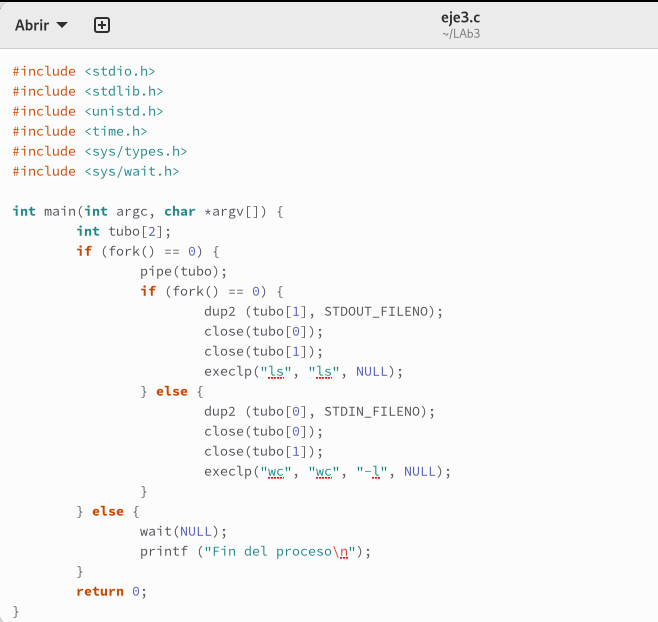 Abrir
eje3.c
~/LAb3
#include <stdio.h>
#include <stdlib.h>
#include <unistd.h>
#include <time.h>
#include <sys/types.h>
#include <sys/wait.h>

int main(int argc, char *argv[]) {
        int tubo[2];
        if (fork() == 0) {
                pipe(tubo);
                if (fork() == 0) {
                        dup2 (tubo[1], STDOUT_FILENO);
                        close(tubo[0]);
                        close(tubo[1]);
                        execlp("ls", "ls", NULL);
                } else {
                        dup2 (tubo[0], STDIN_FILENO);
                        close(tubo[0]);
                        close(tubo[1]);
                        execlp("wc", "wc", "-l", NULL);
                }
        } else {
                wait(NULL);
                printf ("Fin del proceso\n");
        }
        return 0;
}